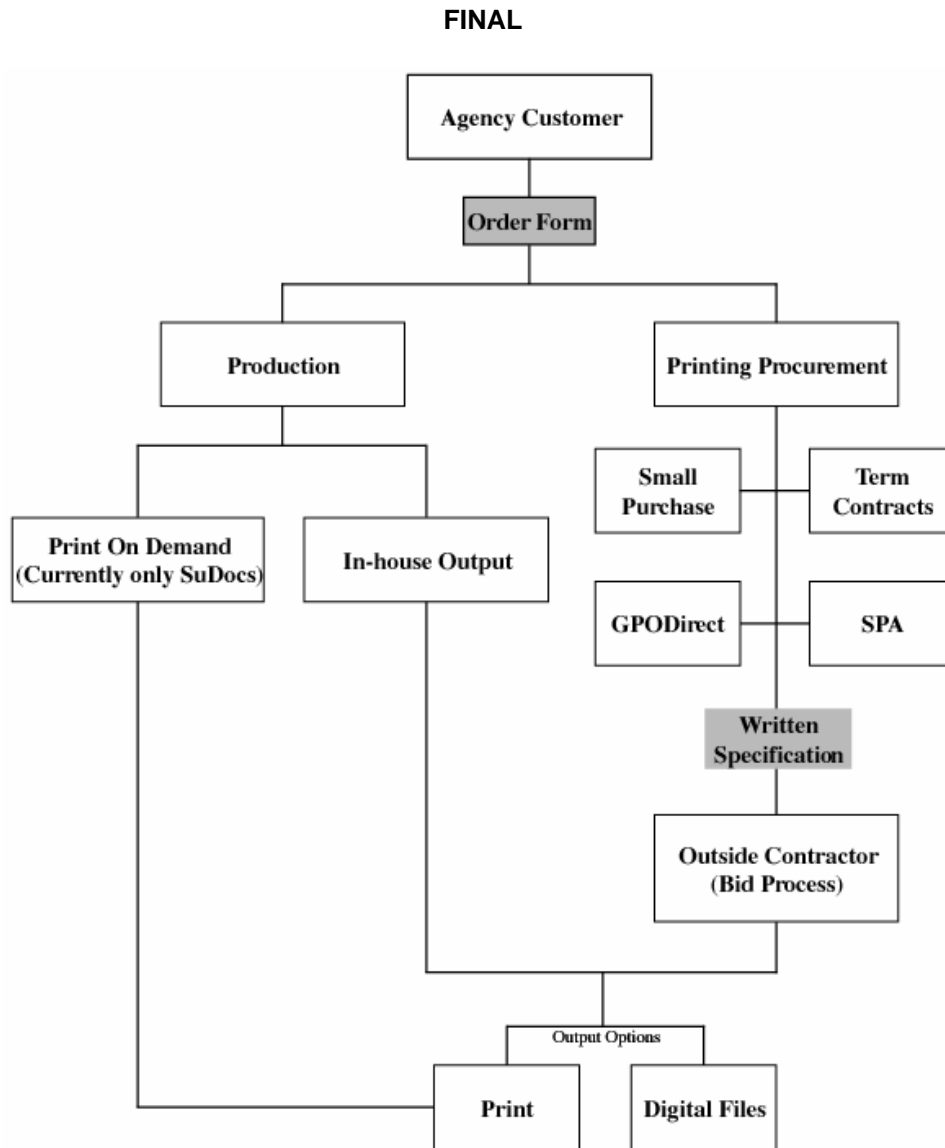 FINAL
Agency Customer
Order Form
Production
Printing Procurement
Small
Purchase
Term
Contracts
Print On Demand
(Currently only SuDocs)
In-house Output
GPODirect
SPA
Written
Specification
Outside Contractor
(Bid Process)
Output Options
Print
Digital Files